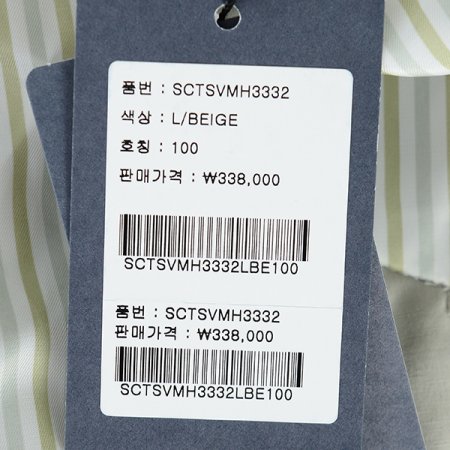 품번 : SCTSVMH3332
색상 : L/BEIGE
호칭 : 100
판매가격 : ₩338,000
SCTSVMH3332LBE100
품번 : SCTSVMH3332
판매가격 : ₩338,000
SCTSVMH3332LBE100